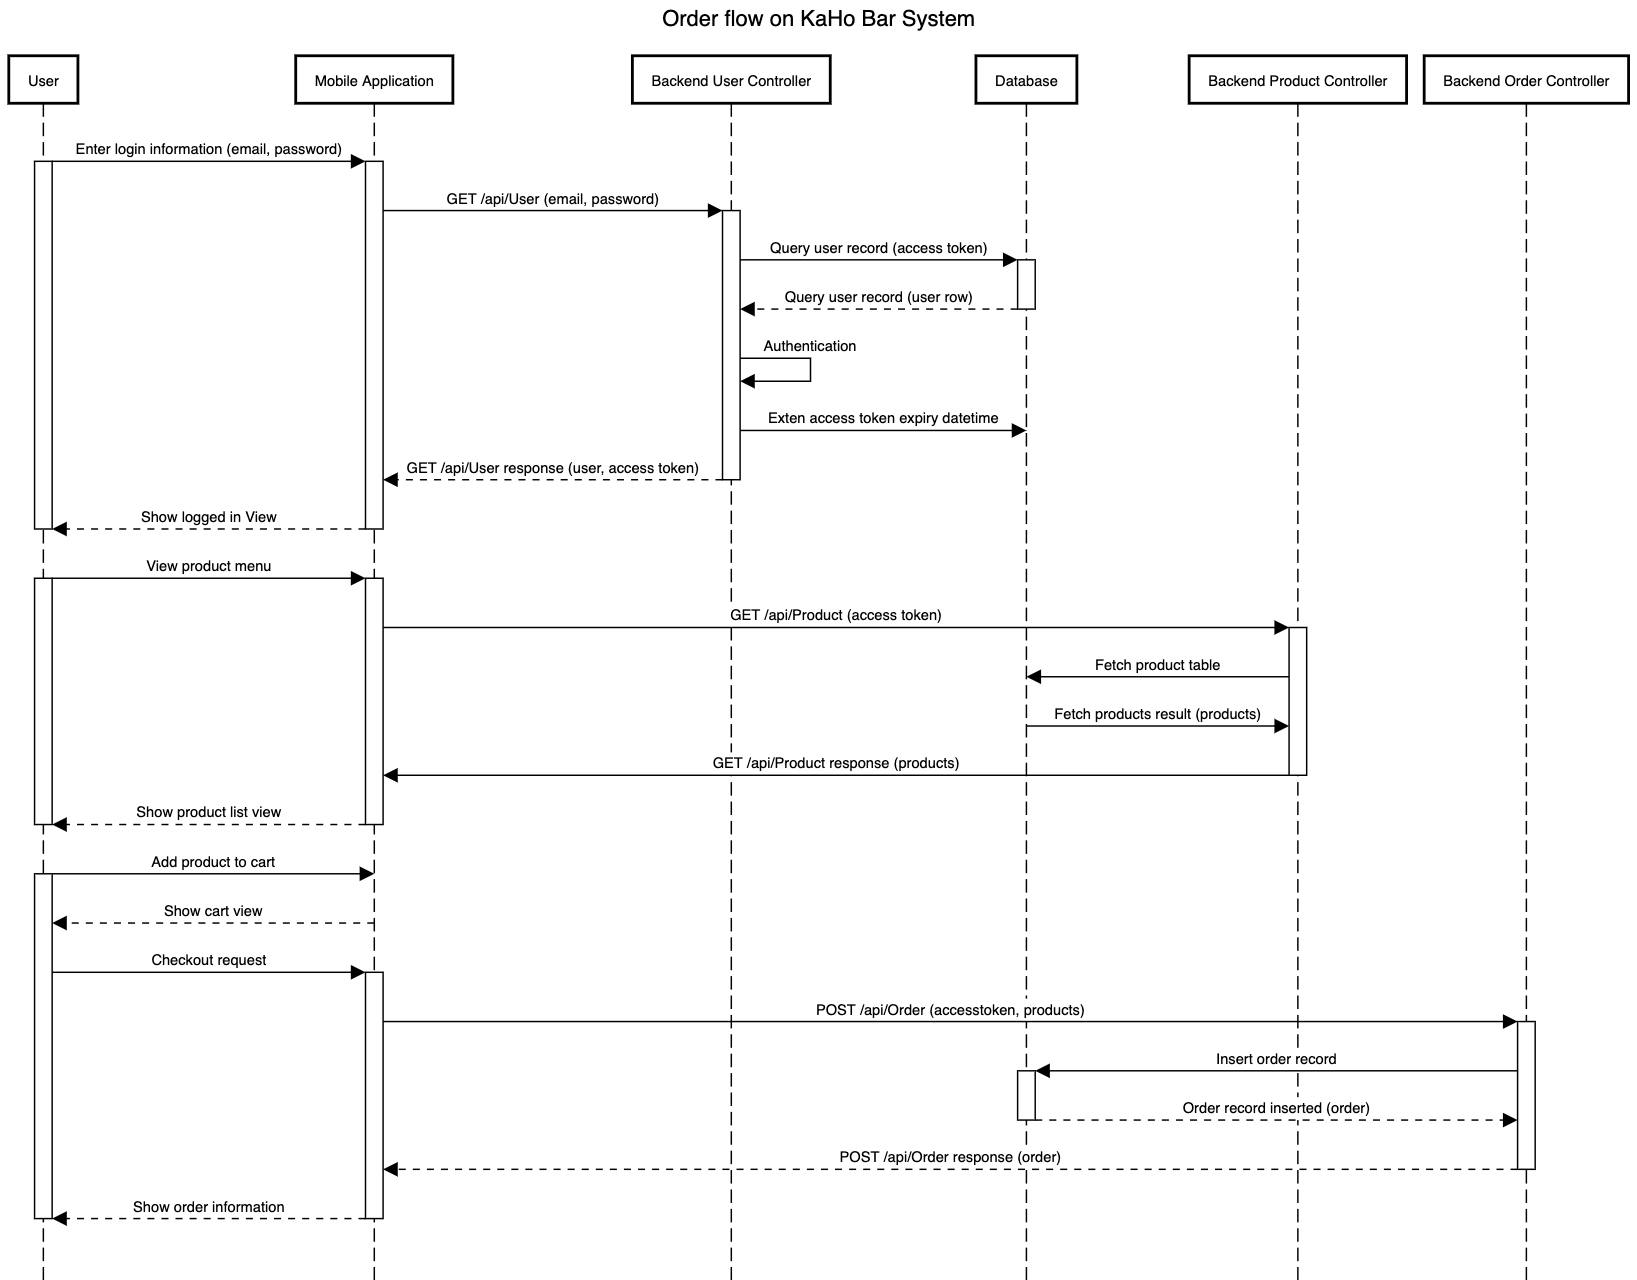 Order flow on KaHo Bar System
User
Mobile Application
Backend User Controller
Database
Backend Product Controller
Backend Order Controller
Enter login information (email, password)
GET /api/User (email, password)
Query user record (access token)
Query user record (user row)
Authentication
Exten access token expiry datetime
GET /api/User response (user, access token)
Show logged in View
View product menu
GET /api/Product (access token)
Fetch product table
Fetch products result (products)
GET /api/Product response (products)
Show product list view
Add product to cart
Show cart view
Checkout request
POST /api/Order (accesstoken, products)
Insert order record
Order record inserted (order)
POST /api/Order response (order)
Show order information